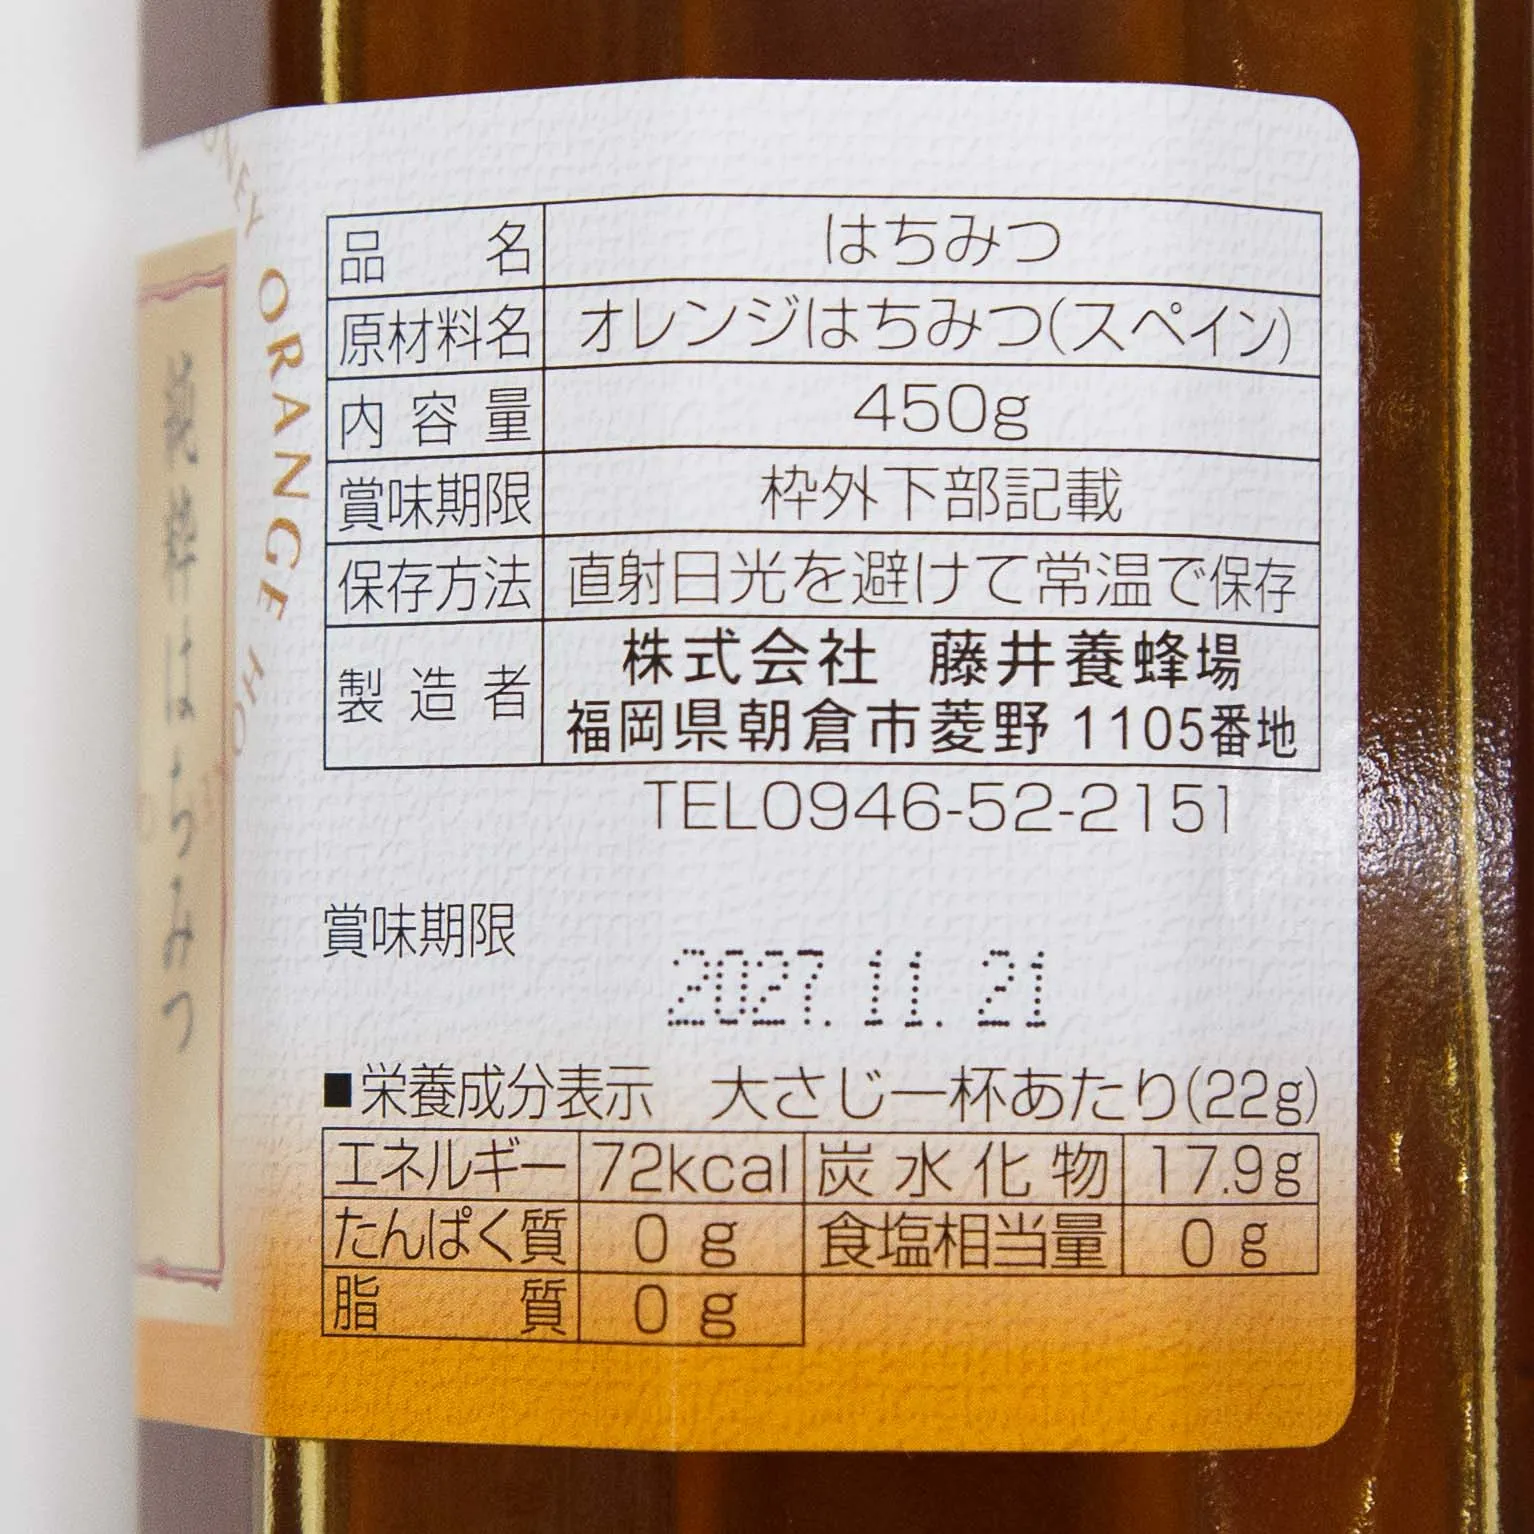 ONEY ORANGE HO
純粋はちみつ
品名 はちみつ
原材料名 オレンジはちみつ(スペイン)
内容量 450g
賞味期限 枠外下部記載
保存方法 直射日光を避けて常温で保存
製造者 株式会社 藤井養蜂場
福岡県朝倉市菱野1105番地
TEL0946-52-2151
賞味期限
2027.11.21
■栄養成分表示 大さじ一杯あたり(22g)
エネルギー 72kcal 炭水化物 17.9g
たんぱく質 0g 食塩相当量 0g
脂質 0g